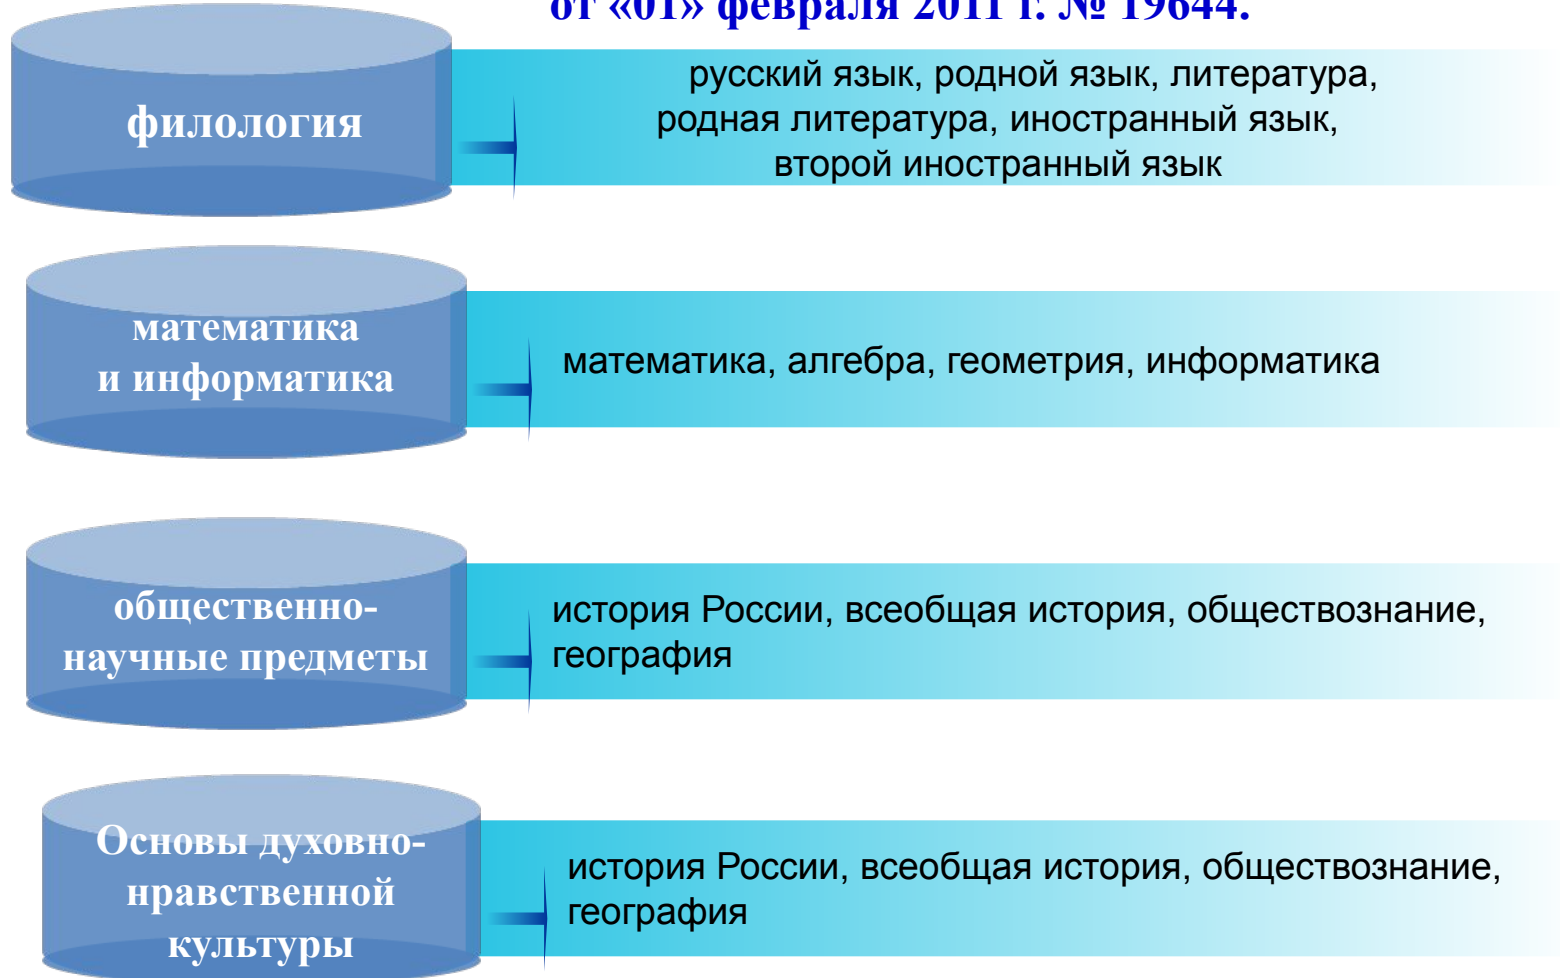 от «01» февраля 2011 г. № 19644.
филология
русский язык, родной язык, литература,
родная литература, иностранный язык,
второй иностранный язык
математика
и информатика
математика, алгебра, геометрия, информатика
общественно-
научные предметы
история России, всеобщая история, обществознание,
география
Основы духовно-
нравственной
культуры
история России, всеобщая история, обществознание,
география